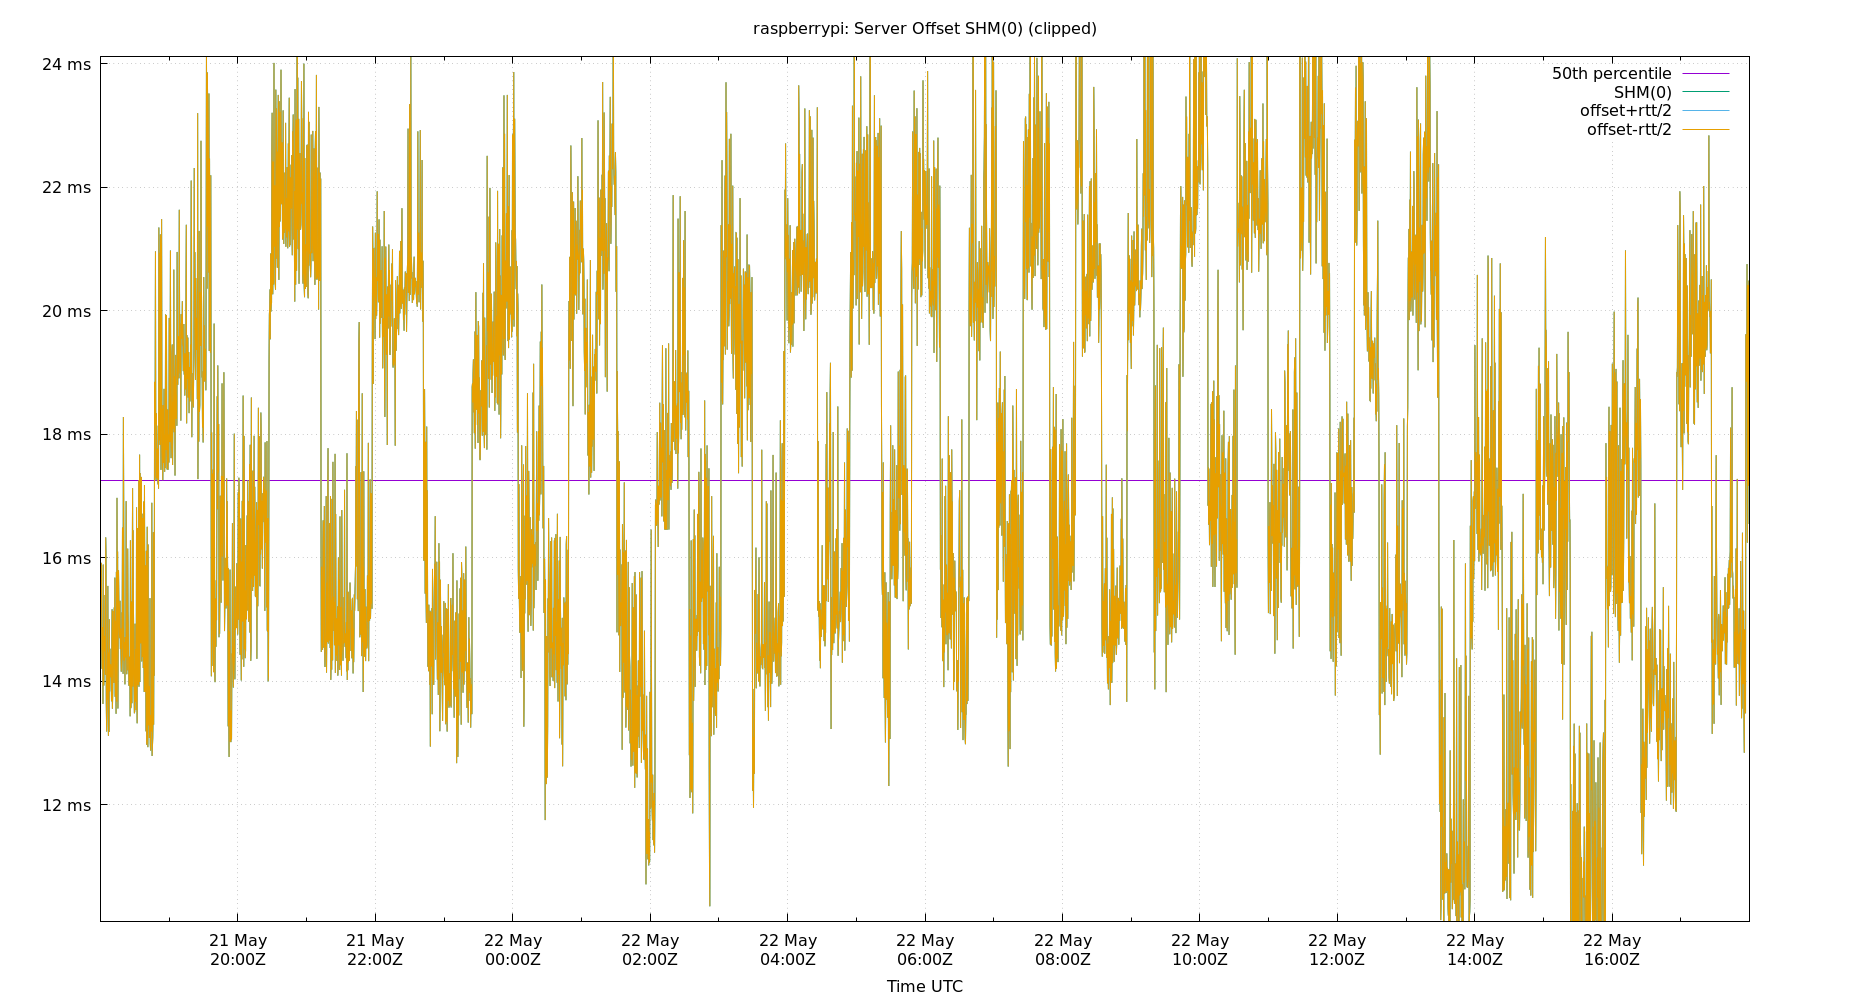 raspberrypi: Server Offset SHM(0) (clipped)
24 ms
22 ms
20 ms
18 ms
16 ms
14 ms
12 ms
50th percentile
SHM(0)
offset+rtt/2
offset-rtt/2
21 May 21 May 22 May 22 May 22 May 22 May 22 May 22 May 22 May 22 May 22 May
20:00Z 22:00Z 00:00Z 02:00Z 04:00Z 06:00Z 08:00Z 10:00Z 12:00Z 14:00Z 16:00Z
Time UTC